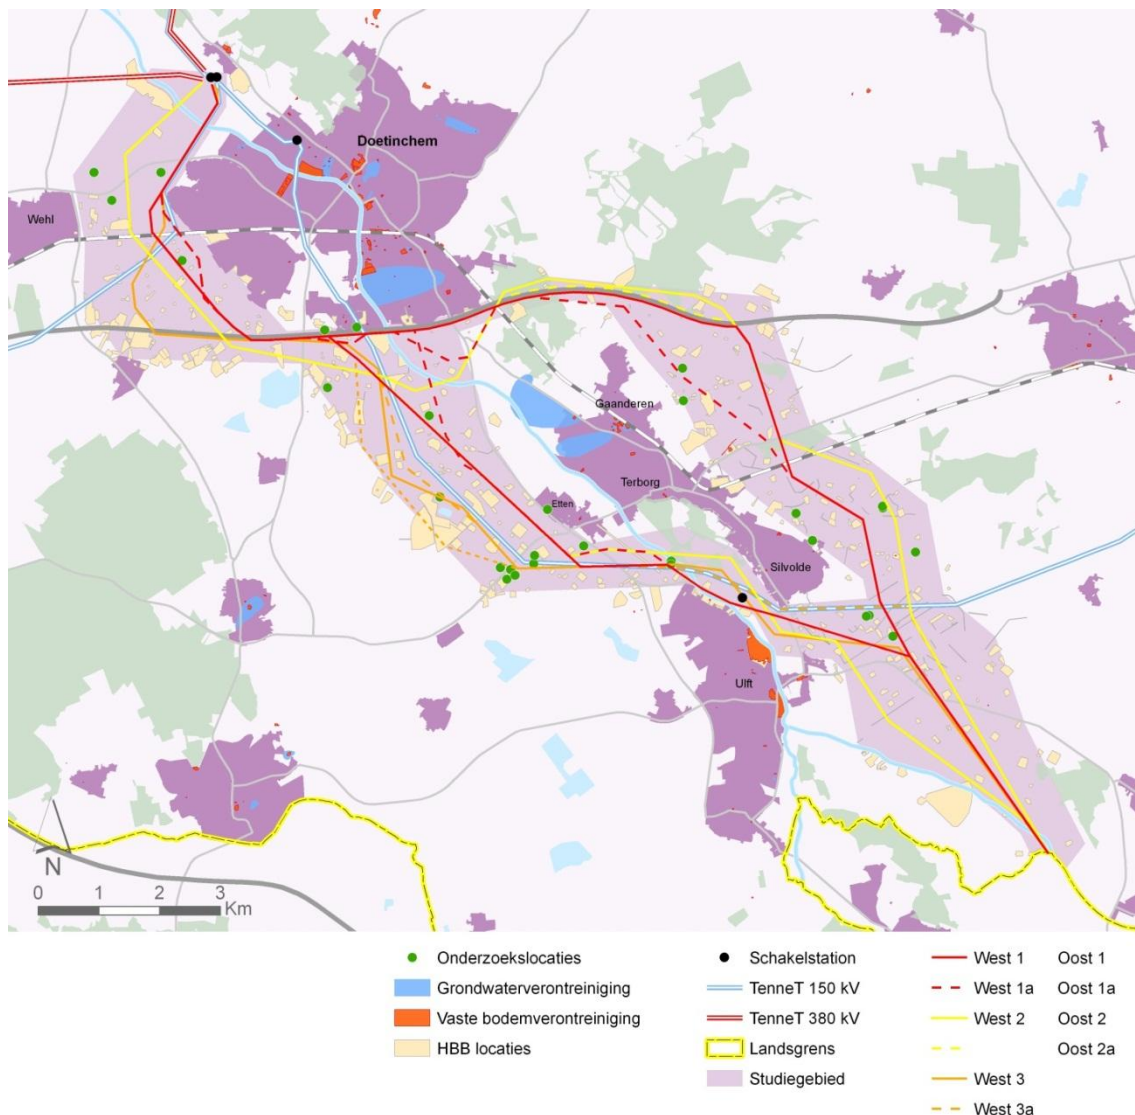 Doetinchem
Wehl
Gaanderen
Terborg
Etten
Silvolde
Ulft
N
0 1 2 3
Km
Onderzoekslocaties
Grondwaterverontreiniging
Vaste bodemverontreiniging
HBB locaties
Schakelstation
TenneT 150 kV
TenneT 380 kV
Landsgrens
Studiegebied
West 1 Oost 1
West 1a Oost 1a
West 2 Oost 2
Oost 2a
West 3
West 3a